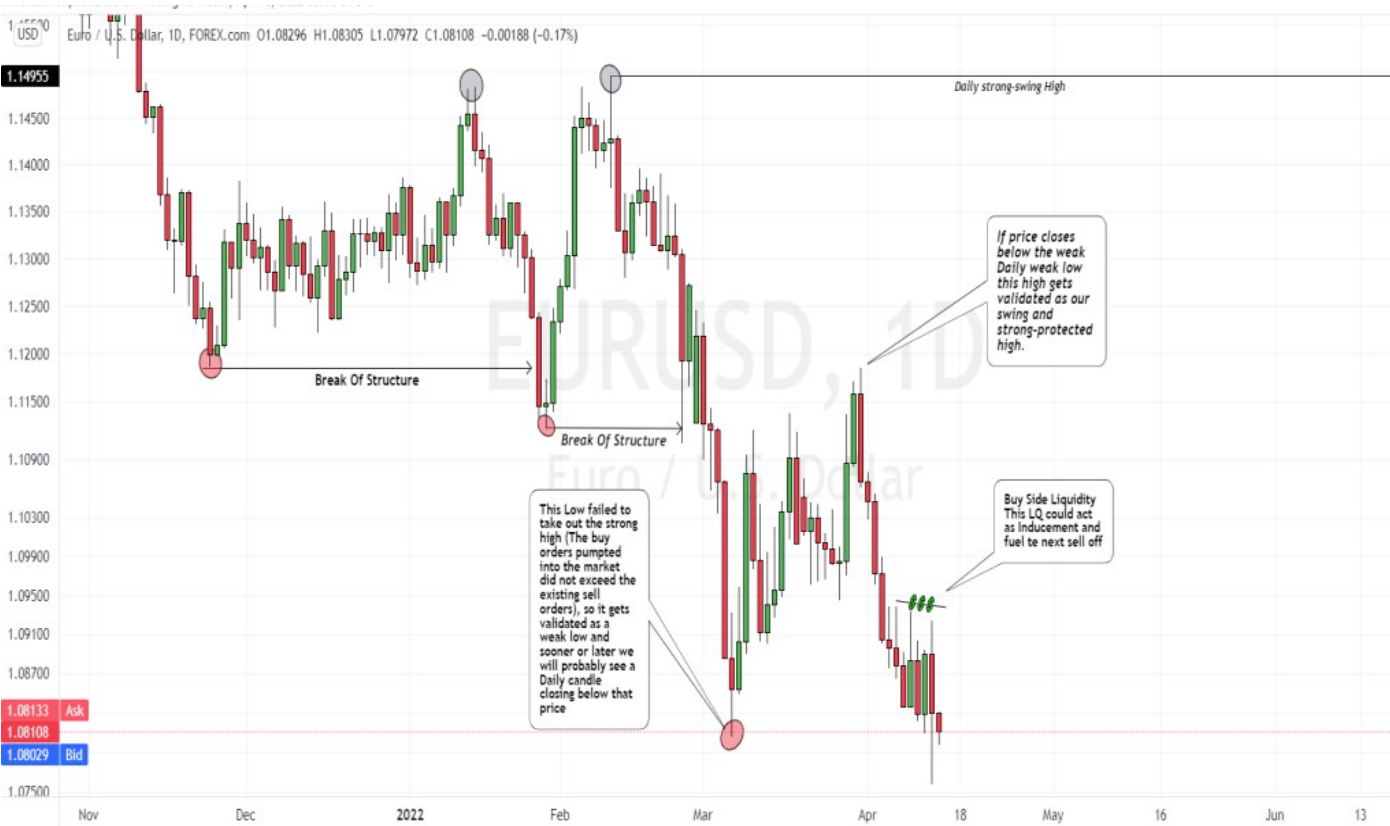 1.15500
USD
Euro / U.S. Dollar, 1D, FOREX.com O1.08296 H1.08305 L1.07972 C1.08108 −0.00188 (−0.17%)
1.14955
Daily strong-swing High
1.14500
1.14000
1.13500
1.13000
1.12500
1.12000
1.11500
1.10900
1.10300
1.09900
1.09500
1.09100
1.08700
1.08133 Ask
1.08108
1.08029 Bid
1.07500
If price closes
below the weak
Daily weak low
this high gets
validated as our
swing and
strong-protected
high.
EURUSD, 1D
Euro / U.S. Dollar
Break Of Structure
Break Of Structure
This Low failed to
take out the strong
high (The buy
orders pumpted
into the market
did not exceed the
existing sell
orders), so it gets
validated as a
weak low and
sooner or later we
will probably see a
Daily candle
closing below that
price
Buy Side Liquidity
This LQ could act
as Inducement and
fuel te next sell off
Nov Dec 2022 Feb Mar Apr 18 May 16 Jun 13